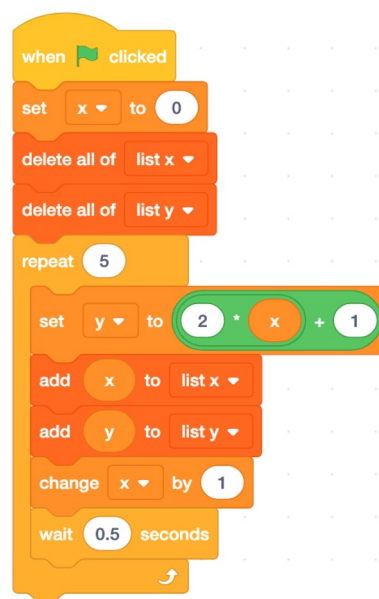 when clicked
set x to 0
delete all of list x
delete all of list y
repeat 5
set y to 2 * x + 1
add x to list x
add y to list y
change x by 1
wait 0.5 seconds